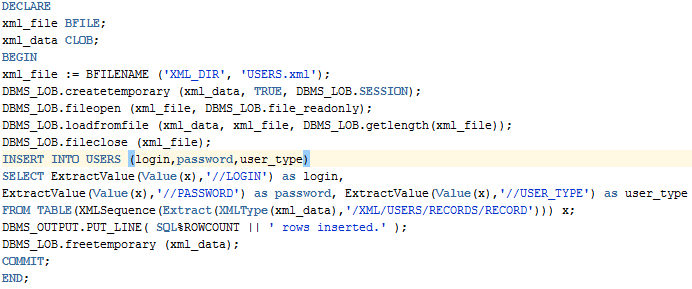 DECLARE
xml_file BFILE;
xml_data CLOB;
BEGIN
xml_file := BFILENAME ('XML_DIR', 'USERS.xml');
DBMS_LOB.createtemporary (xml_data, TRUE, DBMS_LOB.SESSION);
DBMS_LOB.fileopen (xml_file, DBMS_LOB.file_readonly);
DBMS_LOB.loadfromfile (xml_data, xml_file, DBMS_LOB.getlength(xml_file));
DBMS_LOB.fileclose (xml_file);
INSERT INTO USERS (login,password,user_type)
SELECT ExtractValue(Value(x),'//LOGIN') as login,
ExtractValue(Value(x),'//PASSWORD') as password, ExtractValue(Value(x),'//USER_TYPE') as user_type
FROM TABLE(XMLSequence(Extract(XMLType(xml_data),'/XML/USERS/RECORDS/RECORD'))) x;
DBMS_OUTPUT.PUT_LINE( SQL%ROWCOUNT || ' rows inserted.' );
DBMS_LOB.freetemporary (xml_data);
COMMIT;
END;